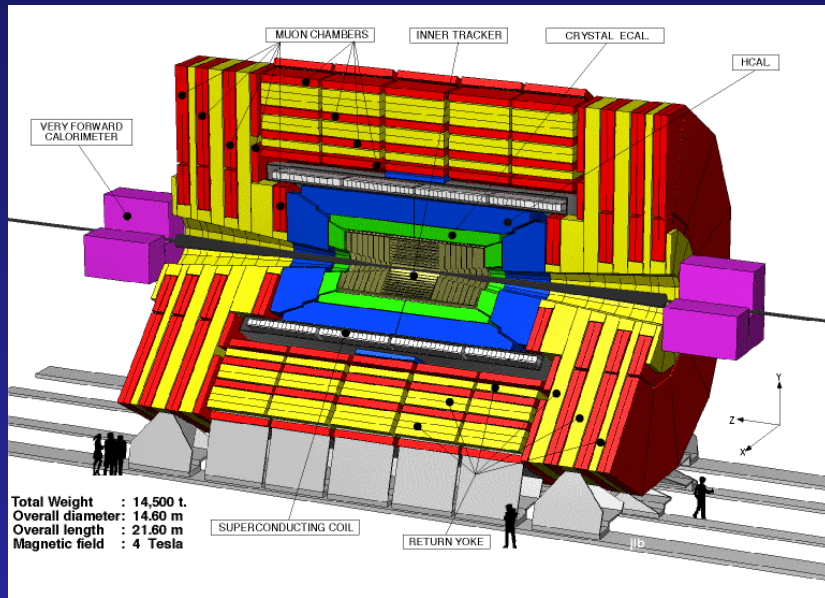 MUON CHAMBERS
INNER TRACKER
CRYSTAL ECAL.
HCAL
VERY FORWARD
CALORIMETER
Y
Z
X
Total Weight : 14,500 t.
Overall diameter: 14.60 m
Overall length : 21.60 m
Magnetic field : 4 Tesla
SUPERCONDUCTING COIL
RETURN YOKE
jlb